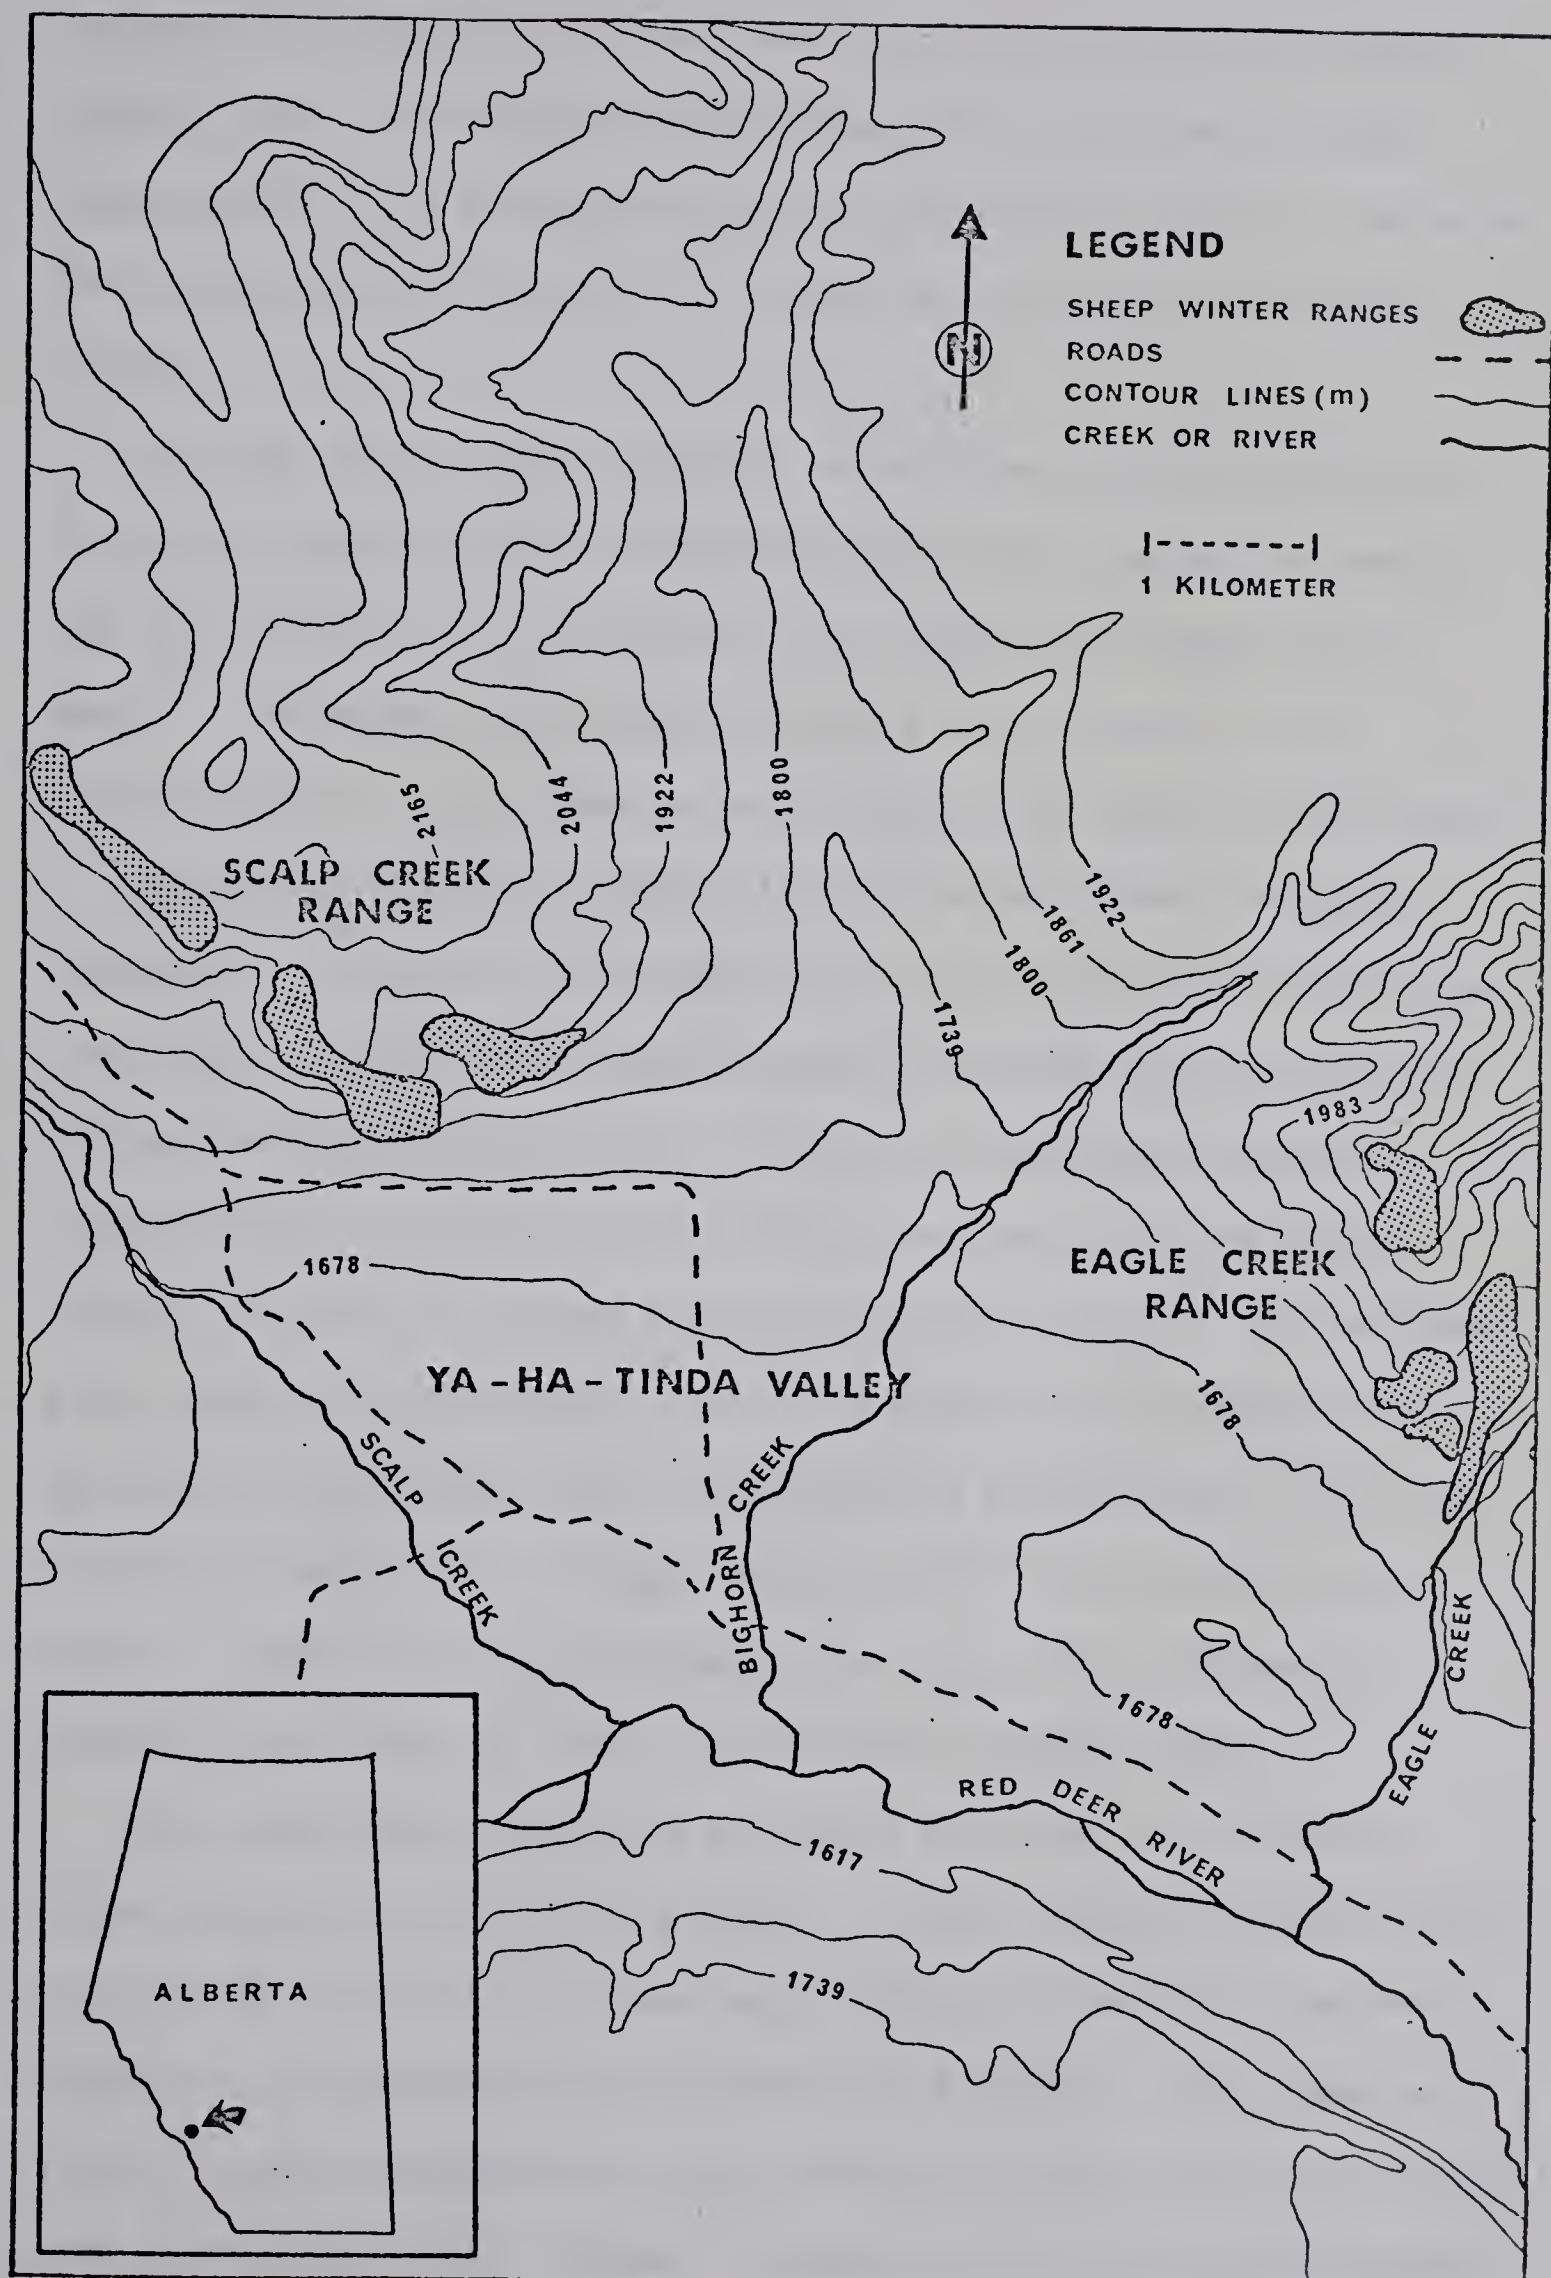 LEGEND
SHEEP WINTER RANGES
ROADS
CONTOUR LINES (m)
CREEK OR RIVER
N
1 KILOMETER
2165
2044
1922
1800
SCALP CREEK
RANGE
1922
1861
1800
1739
1983
1678
EAGLE CREEK
RANGE
YA-HA-TINDA VALLEY
1678
SCALP
CREEK
BIGHORN CREEK
1678
EAGLE CREEK
RED DEER RIVER
1617
1739
ALBERTA